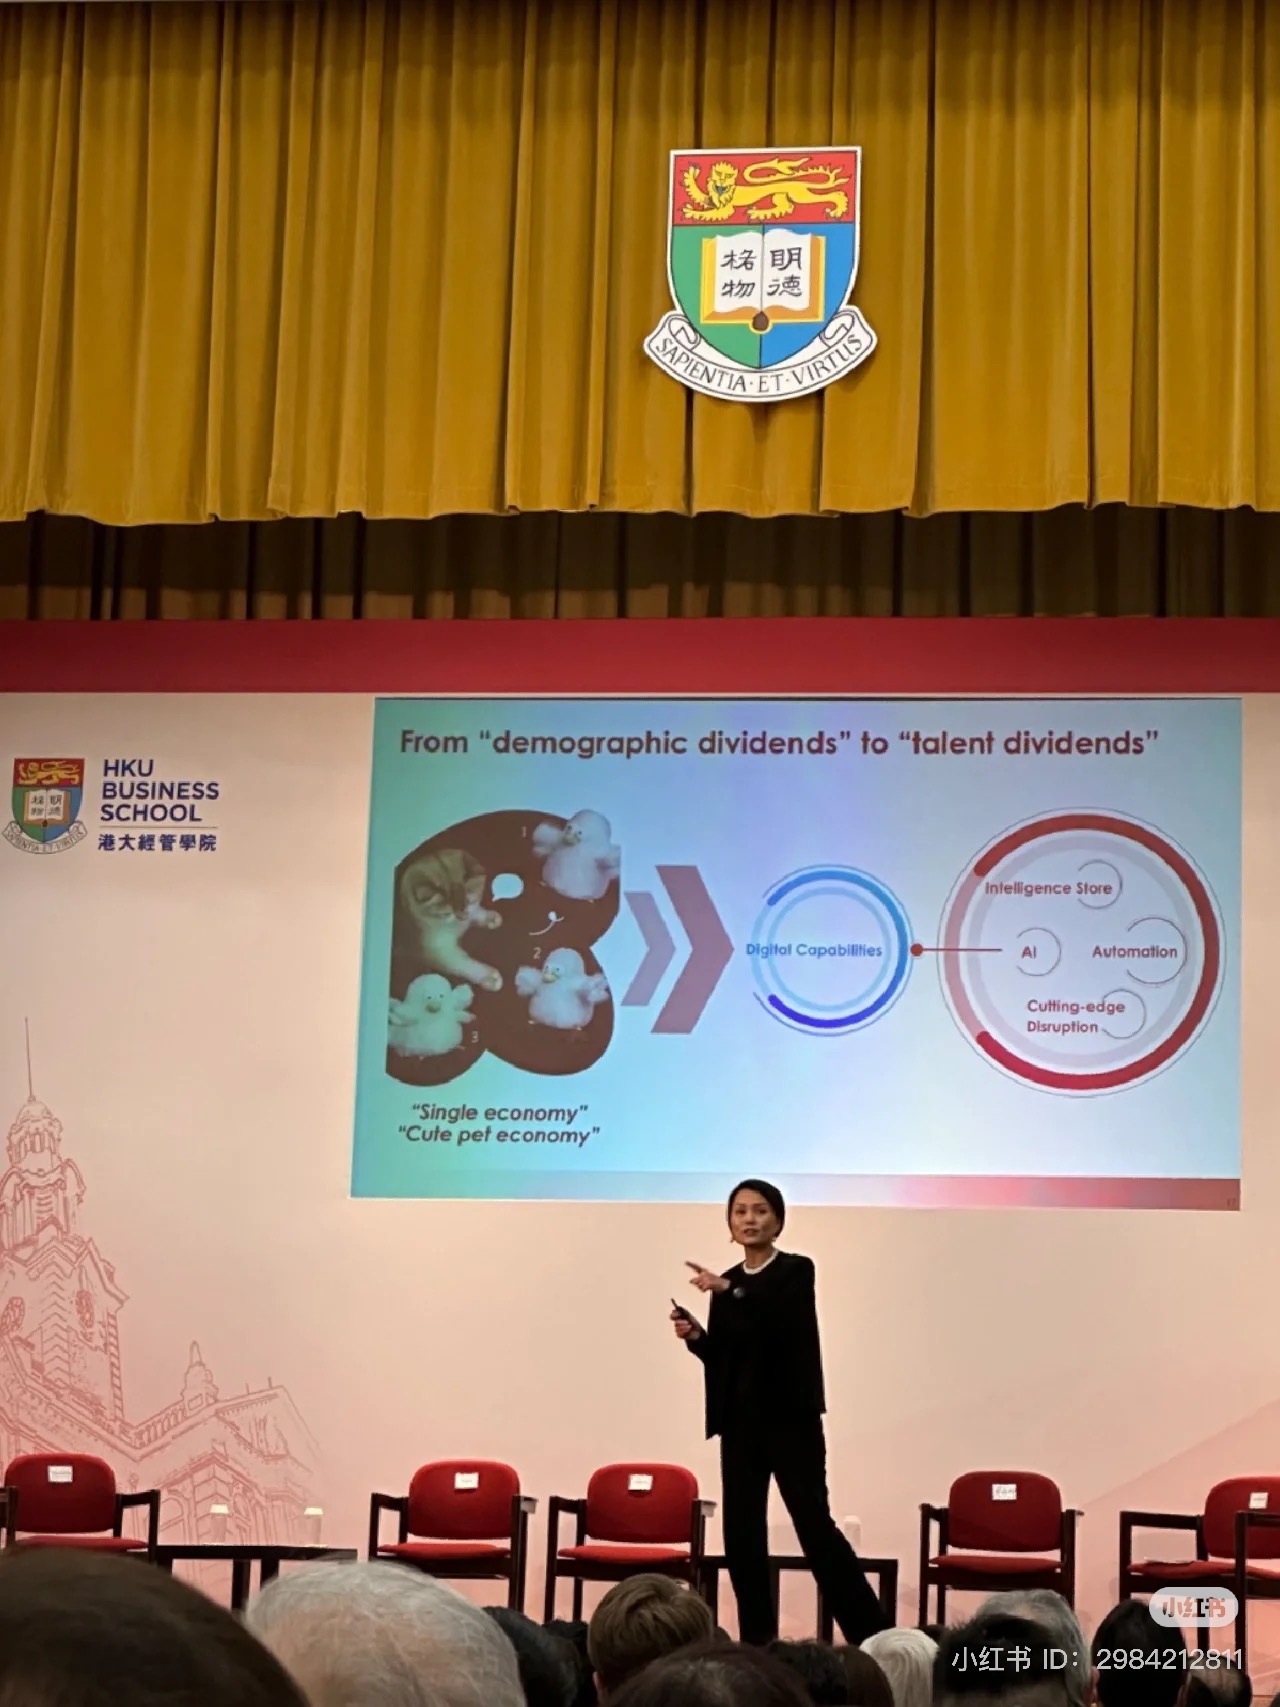 格 明
物 德
SAPIENTIA·ET·VIRTUS
HKU
BUSINESS
SCHOOL
港大經管學院
From “demographic dividends” to “talent dividends”
1
2
3
“Single economy”
“Cute pet economy”
Digital Capabilities
Intelligence Store
AI
Automation
Cutting-edge
Disruption
小红书
小红书 ID：2984212811